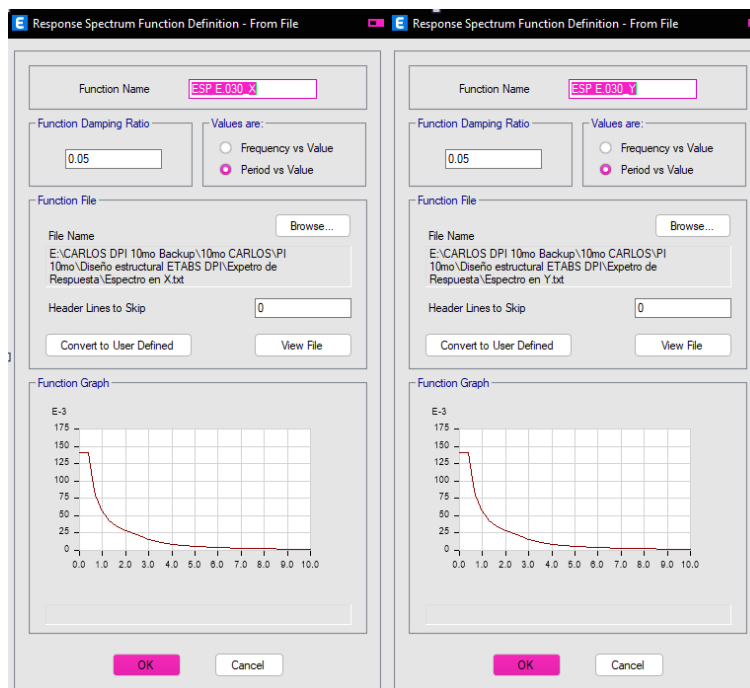 Response Spectrum Function Definition - From File
Function Name
ESP E.030_X
Function Damping Ratio
0.05
Values are:
Frequency vs Value
Period vs Value
Function File
Browse...
File Name
E:\CARLOS DPI 10mo Backup\10mo CARLOS\PI
10mo\Diseño estructural ETABS DPI\Expetro de
Respuesta\Espectro en X.txt
Header Lines to Skip
0
Convert to User Defined
View File
Function Graph
E-3
175
150
125
100
75
50
25
0
0.0 1.0 2.0 3.0 4.0 5.0 6.0 7.0 8.0 9.0 10.0
OK
Cancel
Response Spectrum Function Definition - From File
Function Name
ESP E.030_Y
Function Damping Ratio
0.05
Values are:
Frequency vs Value
Period vs Value
Function File
Browse...
File Name
E:\CARLOS DPI 10mo Backup\10mo CARLOS\PI
10mo\Diseño estructural ETABS DPI\Expetro de
Respuesta\Espectro en Y.txt
Header Lines to Skip
0
Convert to User Defined
View File
Function Graph
E-3
175
150
125
100
75
50
25
0
0.0 1.0 2.0 3.0 4.0 5.0 6.0 7.0 8.0 9.0 10.0
OK
Cancel